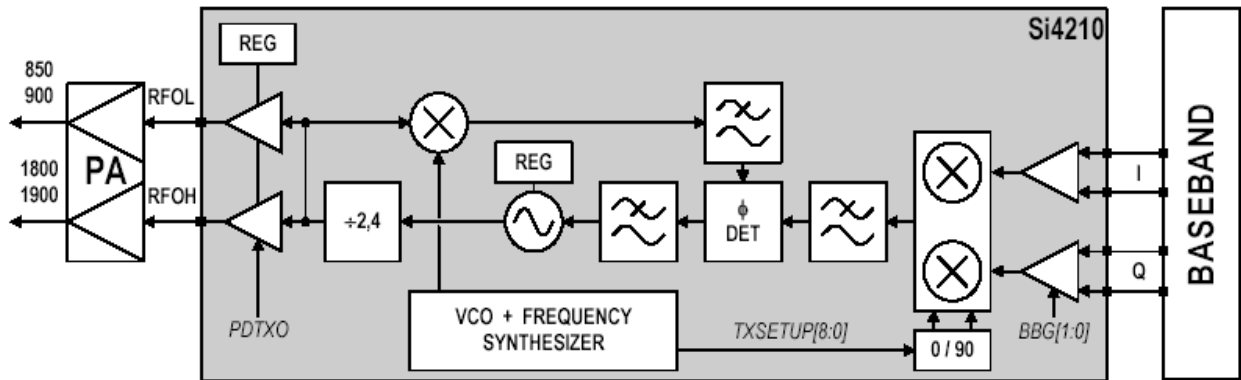 Si4210
REG
850
900
RFOL
REG
BASEBAND
I
1800
1900
PA
RFOH
÷2,4
ϕ
DET
Q
PDTXO
VCO + FREQUENCY
SYNTHESIZER
TXSETUP[8:0]
0 / 90
BBG[1:0]